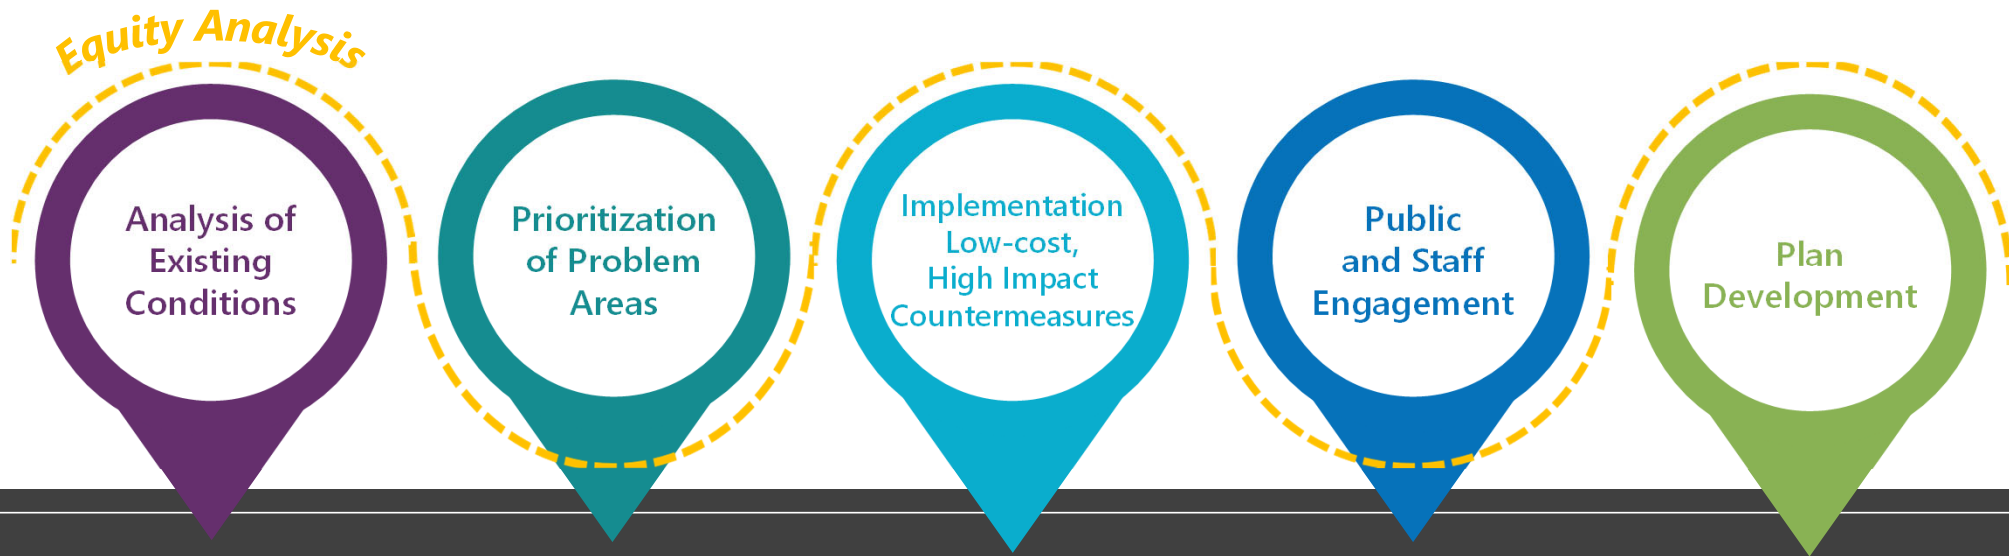 Equity Analysis
Analysis of
Existing
Conditions
Prioritization
of Problem
Areas
Implementation
Low-cost,
High Impact
Countermeasures
Public
and Staff
Engagement
Plan
Development